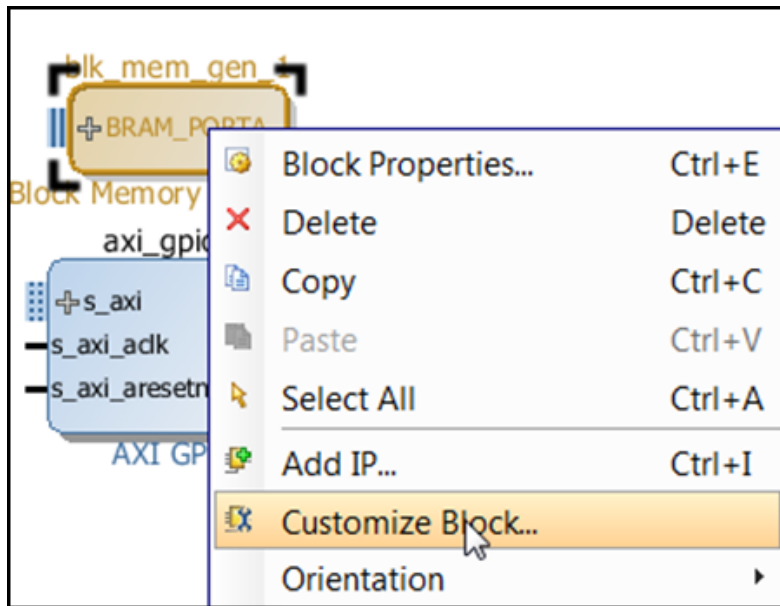 blk_mem_gen_1
BRAM_PORTA
Block Memory
axi_gpio
s_axi
s_axi_aclk
s_axi_aresetn
AXI GP
Block Properties... Ctrl+E
Delete Delete
Copy Ctrl+C
Paste Ctrl+V
Select All Ctrl+A
Add IP... Ctrl+I
Customize Block...
Orientation